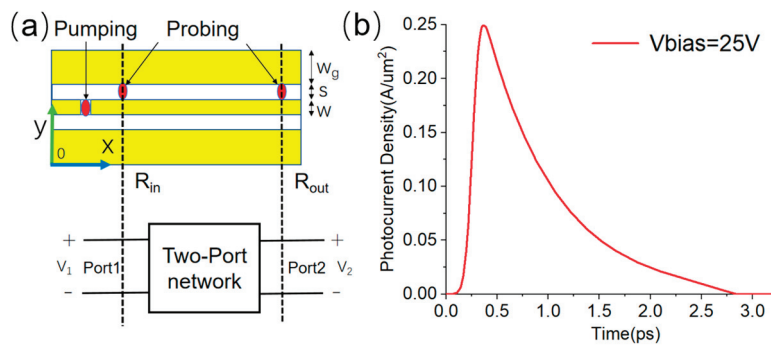 (a)
Pumping
Probing
Wg
S
W
y
0
X
Rin
Rout
+
V1
Port1
−
Two-Port
network
+
Port2
V2
−
(b)
Vbias=25V
Photocurrent Density(A/um²)
0.25
0.20
0.15
0.10
0.05
0.00
0.0 0.5 1.0 1.5 2.0 2.5 3.0
Time(ps)